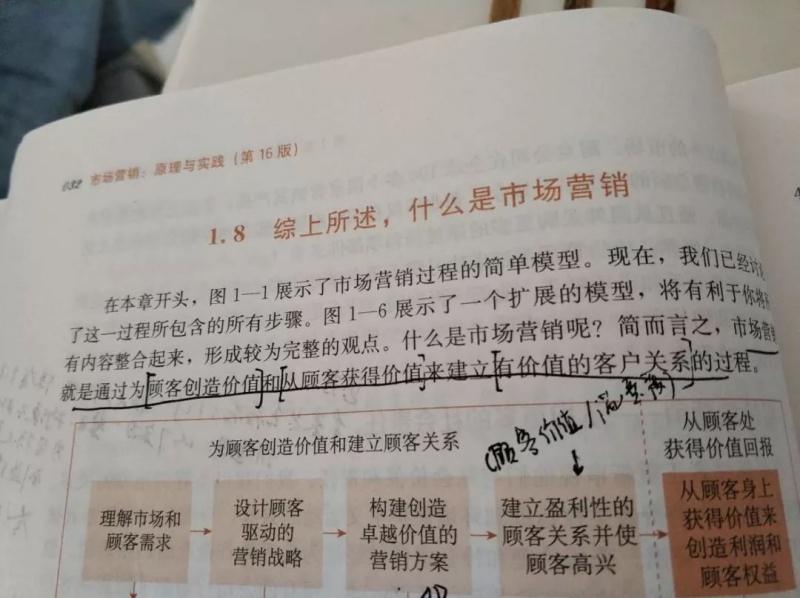 032 市场营销：原理与实践（第16版）
1.8 综上所述，什么是市场营销
在本章开头，图1—1展示了市场营销过程的简单模型。现在，我们已经讨
了这一过程所包含的所有步骤。图1—6展示了一个扩展的模型，将有利于你将
有内容整合起来，形成较为完整的观点。什么是市场营销呢？简而言之，市场营
就是通过为[顾客创造价值]和[从顾客获得价值]来建立[有价值的客户关系]的过程。
(顾客价值/满意
为顾客创造价值和建立顾客关系
从顾客处
获得价值回报
理解市场和
顾客需求
设计顾客
驱动的
营销战略
构建创造
卓越价值的
营销方案
建立盈利性的
顾客关系并使
顾客高兴
从顾客身上
获得价值来
创造利润和
顾客权益